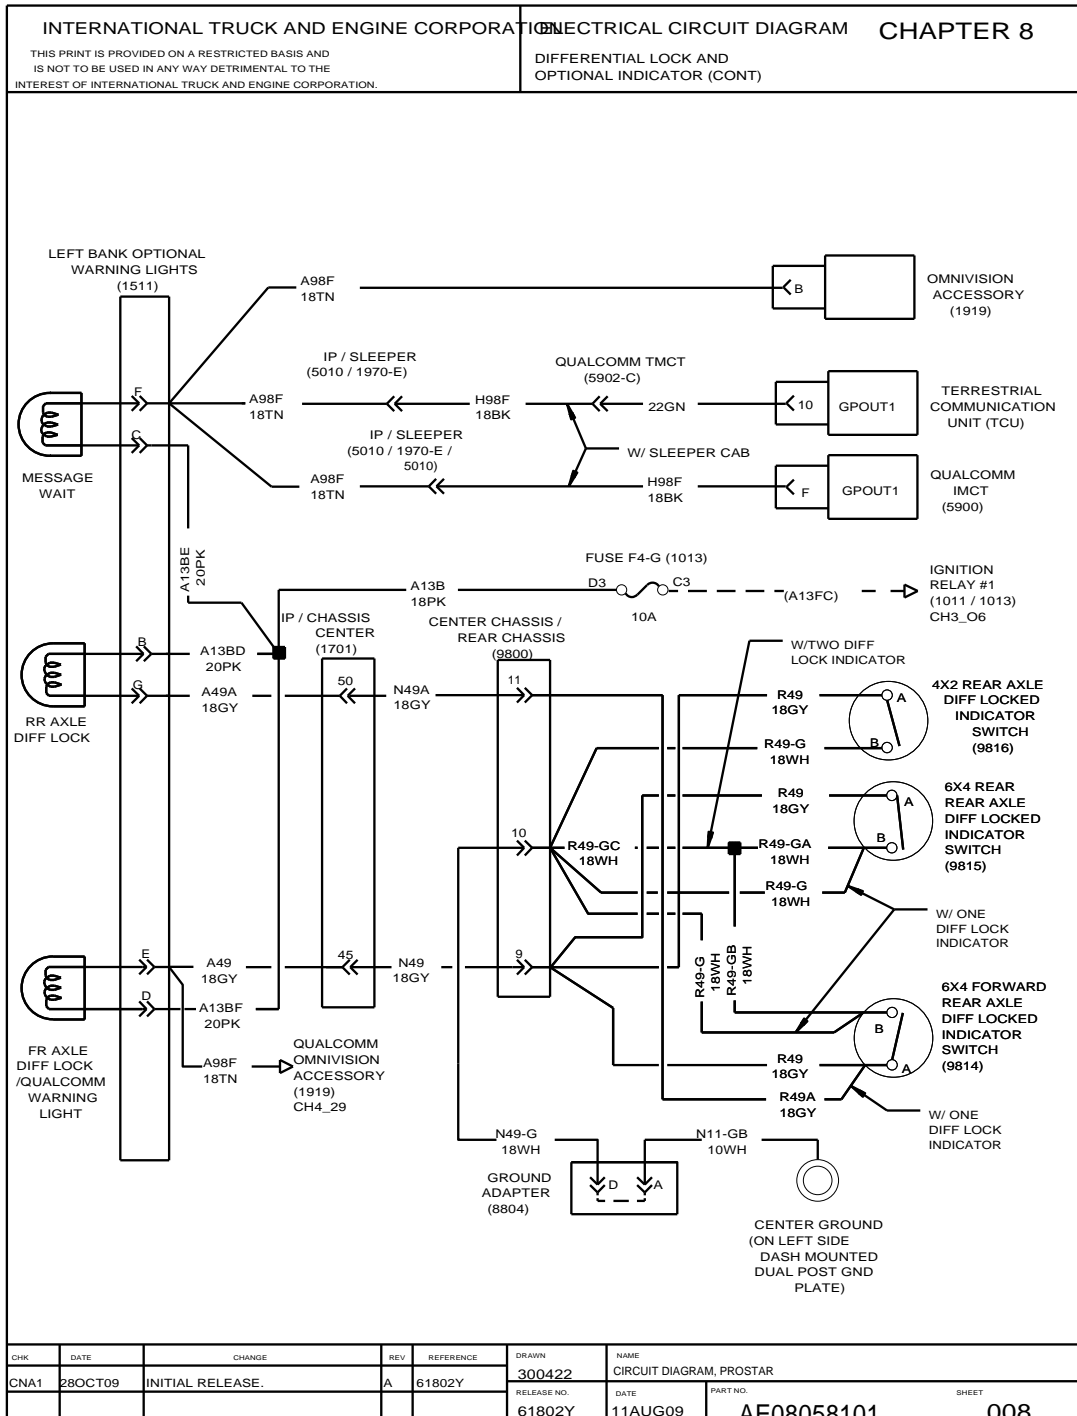 INTERNATIONAL TRUCK AND ENGINE CORPORATION
THIS PRINT IS PROVIDED ON A RESTRICTED BASIS AND
IS NOT TO BE USED IN ANY WAY DETRIMENTAL TO THE
INTEREST OF INTERNATIONAL TRUCK AND ENGINE CORPORATION.
ELECTRICAL CIRCUIT DIAGRAM
CHAPTER 8
DIFFERENTIAL LOCK AND
OPTIONAL INDICATOR (CONT)
LEFT BANK OPTIONAL
WARNING LIGHTS
(1511)
A98F
18TN
B
OMNIVISION
ACCESSORY
(1919)
IP / SLEEPER
(5010 / 1970-E)
QUALCOMM TMCT
(5902-C)
F
A98F
18TN
H98F
18BK
22GN
10
GPOUT1
TERRESTRIAL
COMMUNICATION
UNIT (TCU)
C
IP / SLEEPER
(5010 / 1970-E /
5010)
W/ SLEEPER CAB
MESSAGE
WAIT
A98F
18TN
H98F
18BK
F
GPOUT1
QUALCOMM
IMCT
(5900)
A13BE
20PK
FUSE F4-G (1013)
A13B
18PK
D3
C3
10A
(A13FC)
IGNITION
RELAY #1
(1011 / 1013)
CH3_O6
IP / CHASSIS
CENTER
(1701)
CENTER CHASSIS /
REAR CHASSIS
(9800)
W/TWO DIFF
LOCK INDICATOR
B
A13BD
20PK
G
A49A
18GY
50
N49A
18GY
11
R49
18GY
A
B
4X2 REAR AXLE
DIFF LOCKED
INDICATOR
SWITCH
(9816)
RR AXLE
DIFF LOCK
R49-G
18WH
R49
18GY
A
B
6X4 REAR
REAR AXLE
DIFF LOCKED
INDICATOR
SWITCH
(9815)
10
R49-GC
18WH
R49-GA
18WH
R49-G
18WH
W/ ONE
DIFF LOCK
INDICATOR
R49-G
18WH
R49-GB
18WH
E
A49
18GY
45
N49
18GY
9
D
A13BF
20PK
FR AXLE
DIFF LOCK
/QUALCOMM
WARNING
LIGHT
A98F
18TN
QUALCOMM
OMNIVISION
ACCESSORY
(1919)
CH4_29
B
A
6X4 FORWARD
REAR AXLE
DIFF LOCKED
INDICATOR
SWITCH
(9814)
R49
18GY
R49A
18GY
W/ ONE
DIFF LOCK
INDICATOR
N49-G
18WH
N11-GB
10WH
GROUND
ADAPTER
(8804)
D
A
CENTER GROUND
(ON LEFT SIDE
DASH MOUNTED
DUAL POST GND
PLATE)
CHK DATE CHANGE REV REFERENCE
CNA1 28OCT09 INITIAL RELEASE. A 61802Y
DRAWN
300422
NAME
CIRCUIT DIAGRAM, PROSTAR
RELEASE NO.
61802Y
DATE
11AUG09
PART NO.
AE08058101
SHEET
008